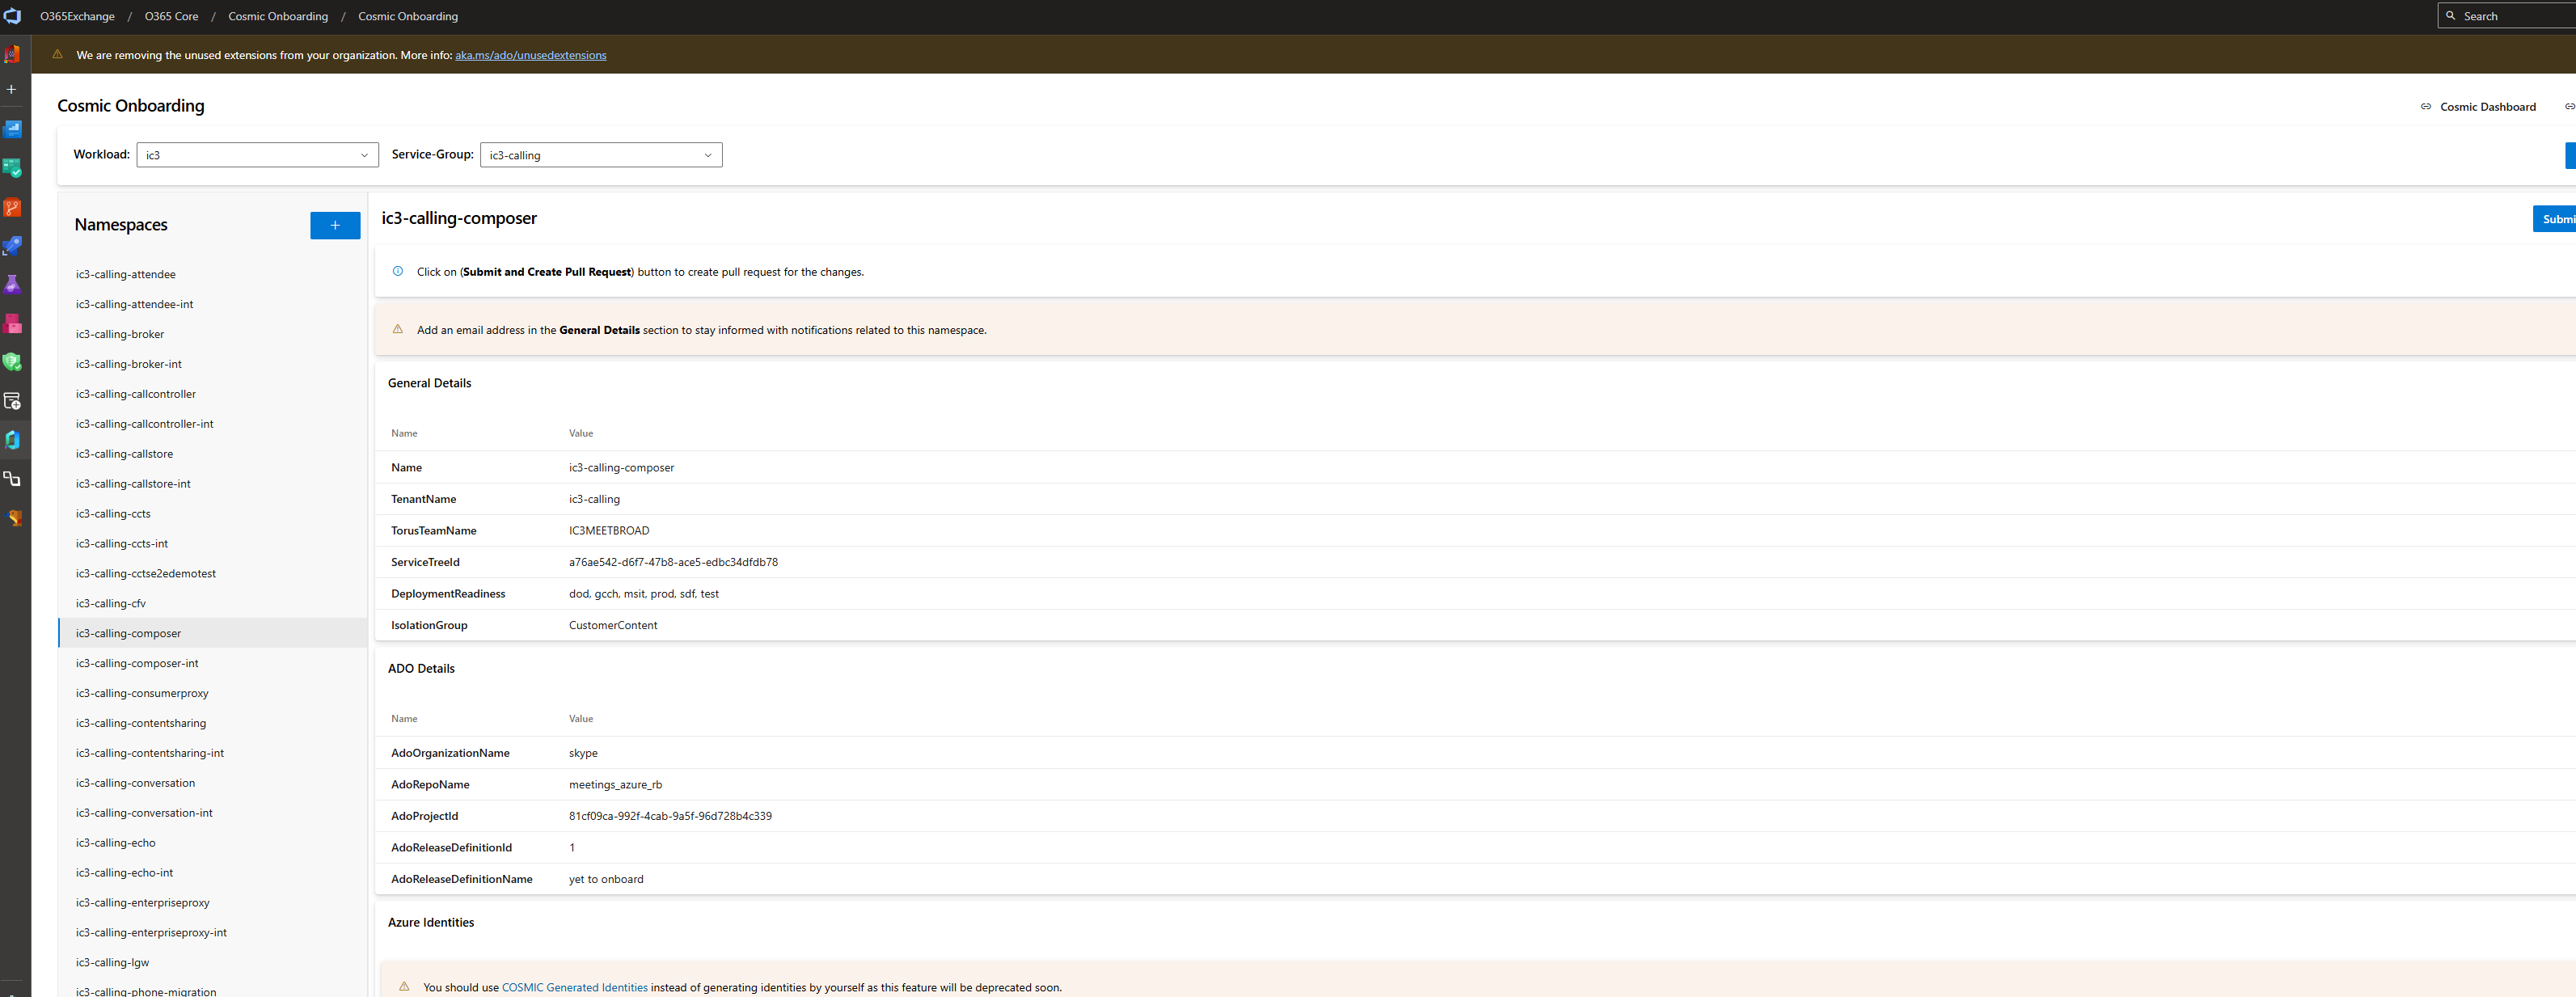 O365Exchange / O365 Core / Cosmic Onboarding / Cosmic Onboarding
Search
We are removing the unused extensions from your organization. More info: aka.ms/ado/unusedextensions
Cosmic Onboarding
Cosmic Dashboard
Workload: ic3
Service-Group: ic3-calling
Namespaces
+
ic3-calling-attendee
ic3-calling-attendee-int
ic3-calling-broker
ic3-calling-broker-int
ic3-calling-callcontroller
ic3-calling-callcontroller-int
ic3-calling-callstore
ic3-calling-callstore-int
ic3-calling-ccts
ic3-calling-ccts-int
ic3-calling-cctse2edemotest
ic3-calling-cfv
ic3-calling-composer
ic3-calling-composer-int
ic3-calling-consumerproxy
ic3-calling-contentsharing
ic3-calling-contentsharing-int
ic3-calling-conversation
ic3-calling-conversation-int
ic3-calling-echo
ic3-calling-echo-int
ic3-calling-enterpriseproxy
ic3-calling-enterpriseproxy-int
ic3-calling-lgw
ic3-calling-phone-migration
ic3-calling-composer
Submi
Click on (Submit and Create Pull Request) button to create pull request for the changes.
Add an email address in the General Details section to stay informed with notifications related to this namespace.
General Details
Name Value
Name ic3-calling-composer
TenantName ic3-calling
TorusTeamName IC3MEETBROAD
ServiceTreeId a76ae542-d6f7-47b8-ace5-edbc34dfdb78
DeploymentReadiness dod, gcch, msit, prod, sdf, test
IsolationGroup CustomerContent
ADO Details
Name Value
AdoOrganizationName skype
AdoRepoName meetings_azure_rb
AdoProjectId 81cf09ca-992f-4cab-9a5f-96d728b4c339
AdoReleaseDefinitionId 1
AdoReleaseDefinitionName yet to onboard
Azure Identities
You should use COSMIC Generated Identities instead of generating identities by yourself as this feature will be deprecated soon.